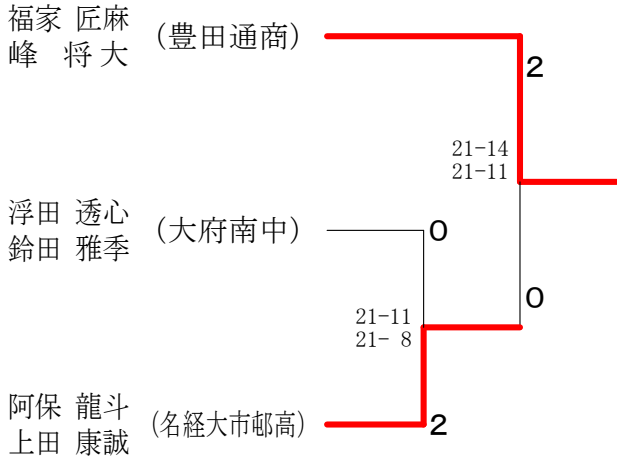 福家 匠麻
峰 将大
(豊田通商)
2
21-14
21-11
浮田 透心
鈴田 雅季
(大府南中)
0
0
21-11
21- 8
阿保 龍斗
上田 康誠
(名経大市邨高)
2